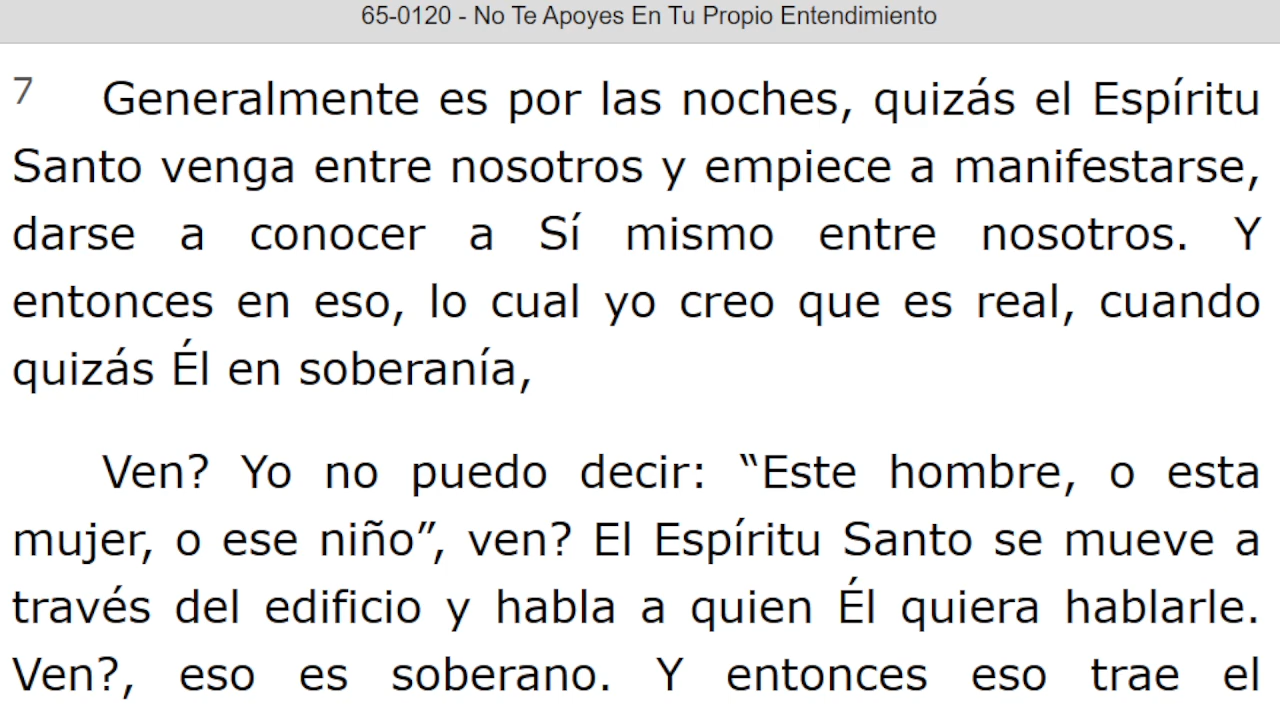 65-0120 - No Te Apoyes En Tu Propio Entendimiento
7 Generalmente es por las noches, quizás el Espíritu
Santo venga entre nosotros y empiece a manifestarse,
darse a conocer a Sí mismo entre nosotros. Y
entonces en eso, lo cual yo creo que es real, cuando
quizás Él en soberanía,
Ven? Yo no puedo decir: “Este hombre, o esta
mujer, o ese niño”, ven? El Espíritu Santo se mueve a
través del edificio y habla a quien Él quiera hablarle.
Ven?, eso es soberano. Y entonces eso trae el